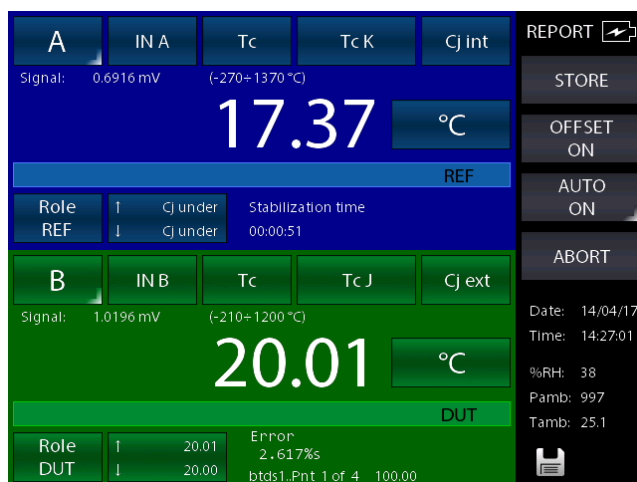 A IN A Tc Tc K Cj int
Signal: 0.6916 mV (-270÷1370 °C)
17.37 °C
REF
Role REF
↑ Cj under
↓ Cj under
Stabilization time
00:00:51
B IN B Tc Tc J Cj ext
Signal: 1.0196 mV (-210÷1200 °C)
20.01 °C
DUT
Role DUT
↑ 20.01
↓ 20.00
Error
2.617%s
btds1..Pnt 1 of 4 100.00
REPORT
STORE
OFFSET
ON
AUTO
ON
ABORT
Date: 14/04/17
Time: 14:27:01
%RH: 38
Pamb: 997
Tamb: 25.1